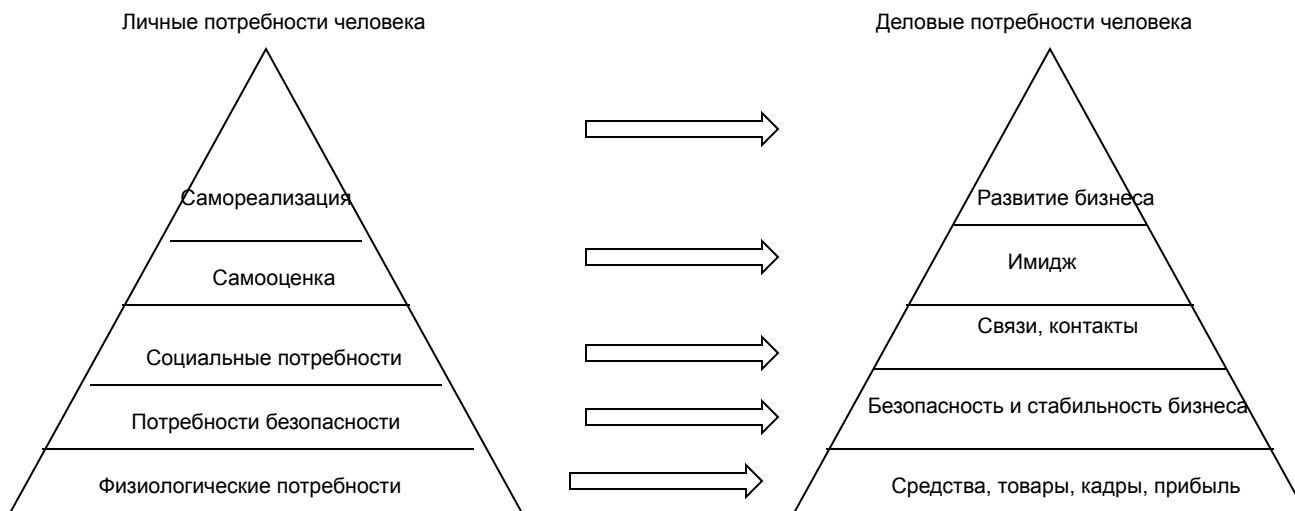 Личные потребности человека
Деловые потребности человека
Самореализация
Развитие бизнеса
Самооценка
Имидж
Социальные потребности
Связи, контакты
Потребности безопасности
Безопасность и стабильность бизнеса
Физиологические потребности
Средства, товары, кадры, прибыль